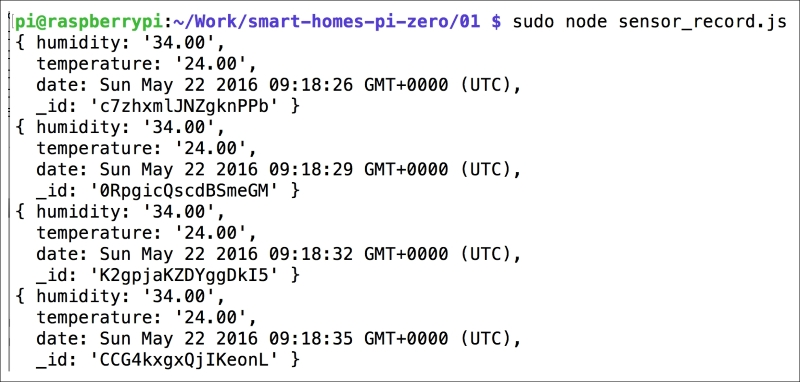 pi@raspberrypi:~/Work/smart-homes-pi-zero/01 $ sudo node sensor_record.js
{ humidity: '34.00',
  temperature: '24.00',
  date: Sun May 22 2016 09:18:26 GMT+0000 (UTC),
  _id: 'c7zhxmlJNZgknPPb' }
{ humidity: '34.00',
  temperature: '24.00',
  date: Sun May 22 2016 09:18:29 GMT+0000 (UTC),
  _id: '0RpgicQscdBSmeGM' }
{ humidity: '34.00',
  temperature: '24.00',
  date: Sun May 22 2016 09:18:32 GMT+0000 (UTC),
  _id: 'K2gpjaKZDYggDkI5' }
{ humidity: '34.00',
  temperature: '24.00',
  date: Sun May 22 2016 09:18:35 GMT+0000 (UTC),
  _id: 'CCG4kxgxQjIKeonL' }